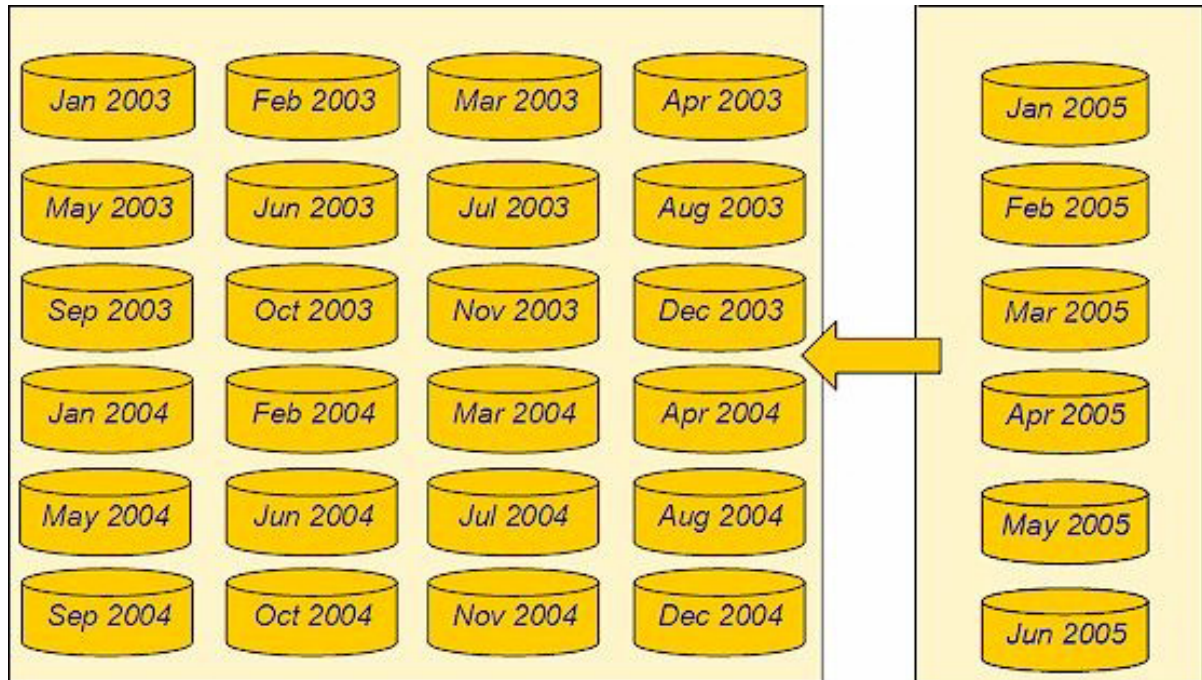 Jan 2003 Feb 2003 Mar 2003 Apr 2003
May 2003 Jun 2003 Jul 2003 Aug 2003
Sep 2003 Oct 2003 Nov 2003 Dec 2003
Jan 2004 Feb 2004 Mar 2004 Apr 2004
May 2004 Jun 2004 Jul 2004 Aug 2004
Sep 2004 Oct 2004 Nov 2004 Dec 2004
Jan 2005
Feb 2005
Mar 2005
Apr 2005
May 2005
Jun 2005